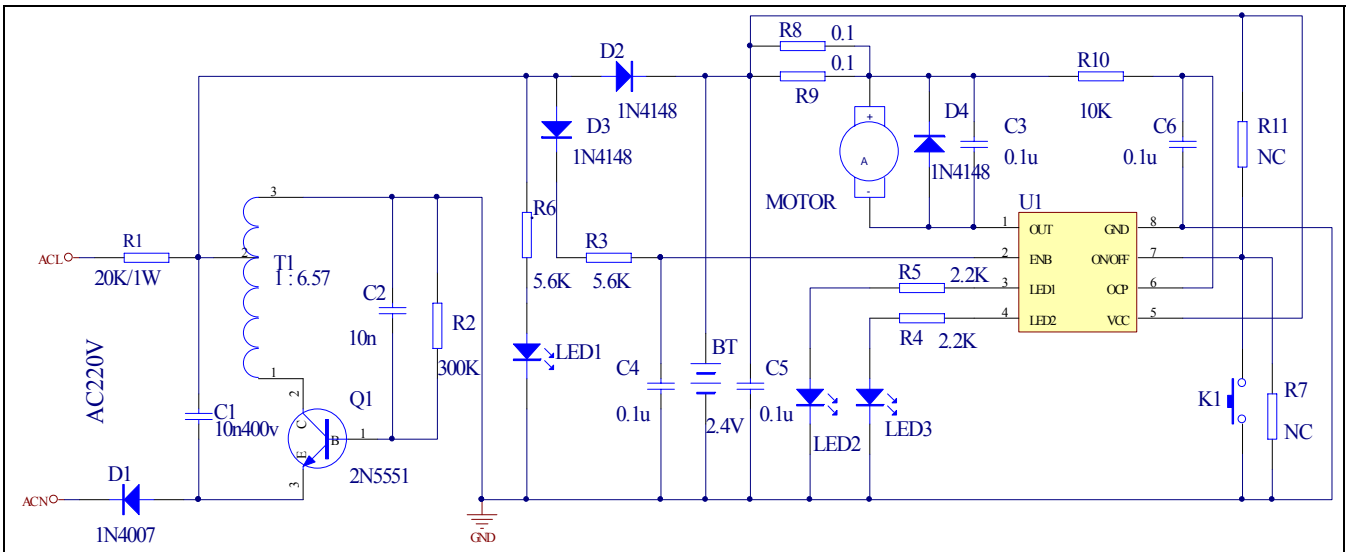 R8
0.1
D2
0.1
R10
R9
1N4148
10K
D4
D3
C3
C6
R11
1N4148
0.1u
0.1u
NC
1N4148
A
+
-
MOTOR
U1
3
R6
1
OUT
GND
8
ACL
R1
2
T1
R3
2
ENB
ON/OFF
7
20K/1W
1 : 6.57
5.6K
5.6K
R5
2.2K
3
LED1
OCP
6
C2
R2
4
LED2
VCC
5
10n
R4
2.2K
LED1
BT
300K
C4
C5
AC220V
1
2
Q1
R7
C1
C
K1
10n400v
0.1u
2.4V
0.1u
B
1
LED2
LED3
NC
E
D1
3
2N5551
ACN
1N4007
GND